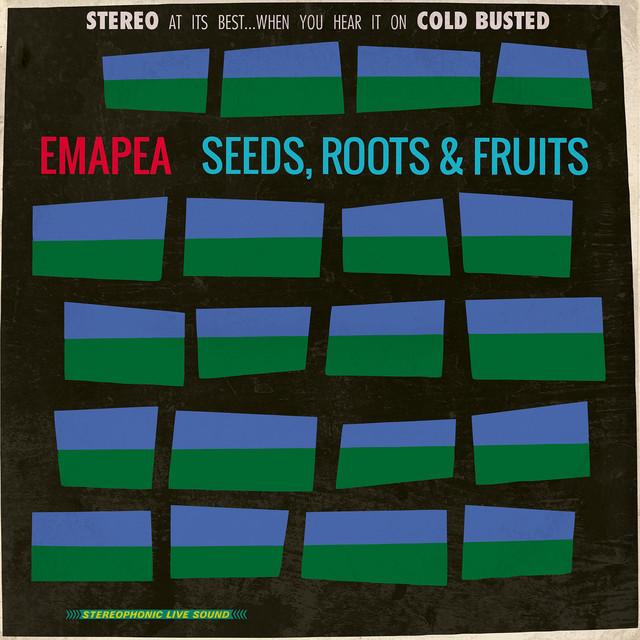 STEREO AT ITS BEST...WHEN YOU HEAR IT ON COLD BUSTED
EMAPEA SEEDS, ROOTS & FRUITS
STEREOPHONIC LIVE SOUND